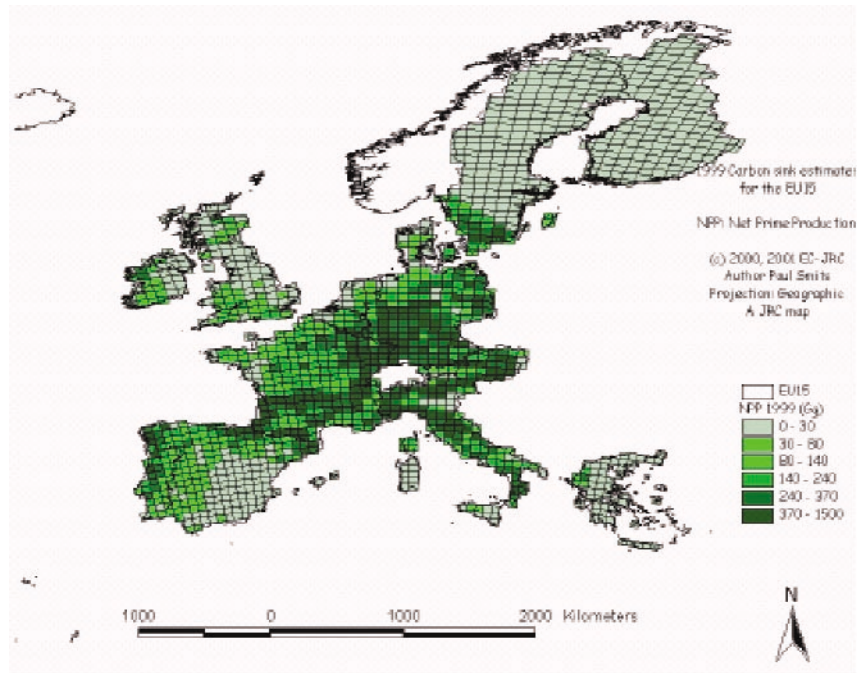 1999 Carbon sink estimates
for the EU15
NPP: Net Prime Production
(c) 2000, 2001 EC-JRC
Author Paul Smits
Projection: Geographic
A JRC map
EU15
NPP 1999 (Gg)
0 - 30
30 - 80
80 - 140
140 - 240
240 - 370
370 - 1500
N
1000 0 1000 2000 Kilometers